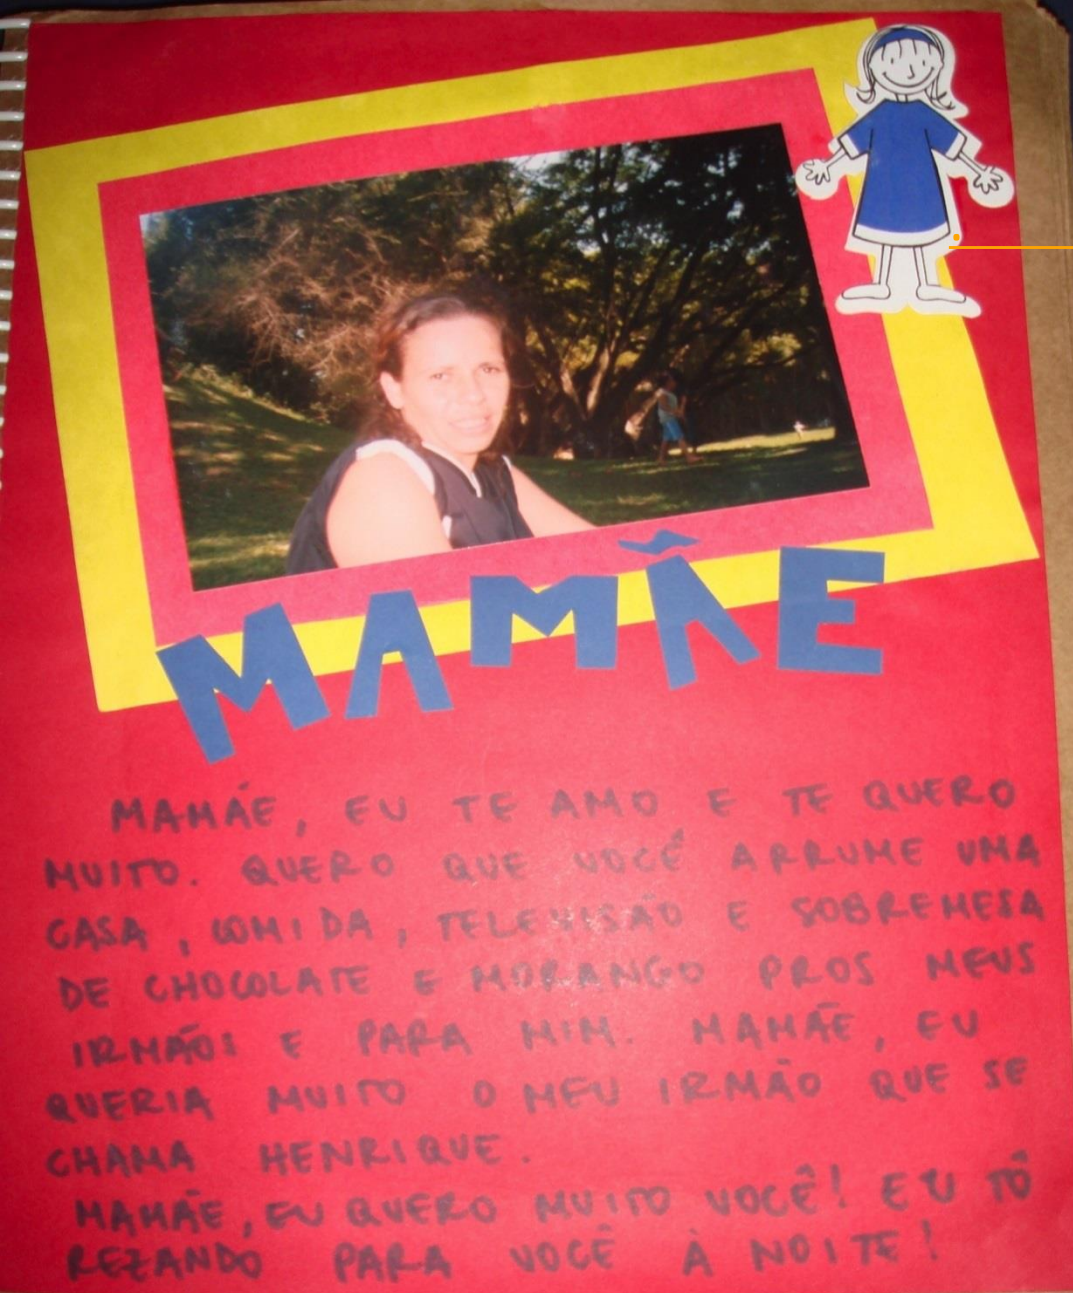 MAMÃE
MAMÃE, EU TE AMO E TE QUERO
MUITO. QUERO QUE VOCÊ ARRUME UMA
CASA, COMIDA, TELEVISÃO E SOBREMESA
DE CHOCOLATE E MORANGO PROS MEUS
IRMÃOS E PARA MIM. MAMÃE, EU
QUERIA MUITO O MEU IRMÃO QUE SE
CHAMA HENRIQUE.
MAMÃE, EU QUERO MUITO VOCÊ! EU TÔ
REZANDO PARA VOCÊ À NOITE!